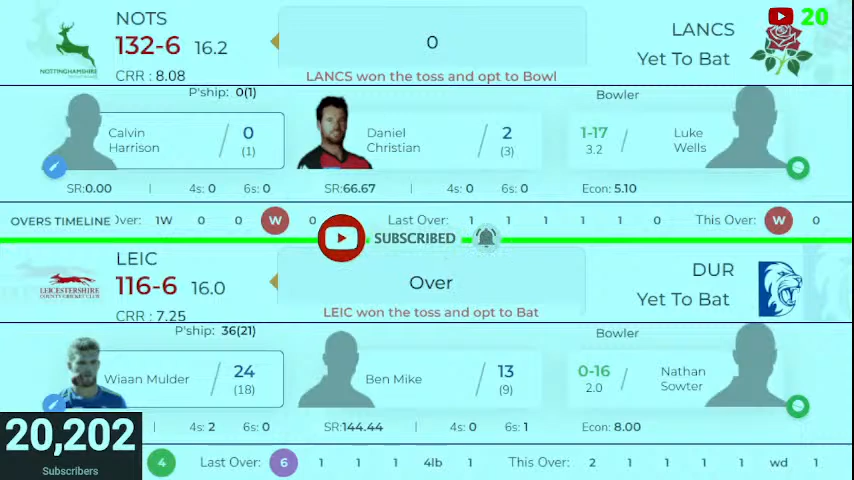 NOTS
132-6 16.2
CRR : 8.08
0
LANCS won the toss and opt to Bowl
LANCS
Yet To Bat
20
NOTTINGHAMSHIRE
P'ship: 0(1)
Bowler
Calvin Harrison
0
(1)
Daniel Christian
2
(3)
1-17
3.2
Luke Wells
SR:0.00 | 4s: 0 6s: 0
SR:66.67 | 4s: 0 6s: 0
Econ: 5.10
OVERS TIMELINE Over: 1W 0 0 W 0 Last Over: 1 1 1 1 1 0 This Over: W 0
SUBSCRIBED
LEIC
116-6 16.0
CRR : 7.25
Over
LEIC won the toss and opt to Bat
DUR
Yet To Bat
LEICESTERSHIRE
COUNTY CRICKET CLUB
P'ship: 36(21)
Bowler
Wiaan Mulder
24
(18)
Ben Mike
13
(9)
0-16
2.0
Nathan Sowter
4s: 2 6s: 0
SR:144.44 | 4s: 0 6s: 1
Econ: 8.00
20,202
Subscribers
4 Last Over: 6 1 1 1 4lb 1 This Over: 2 1 1 1 1 wd 1